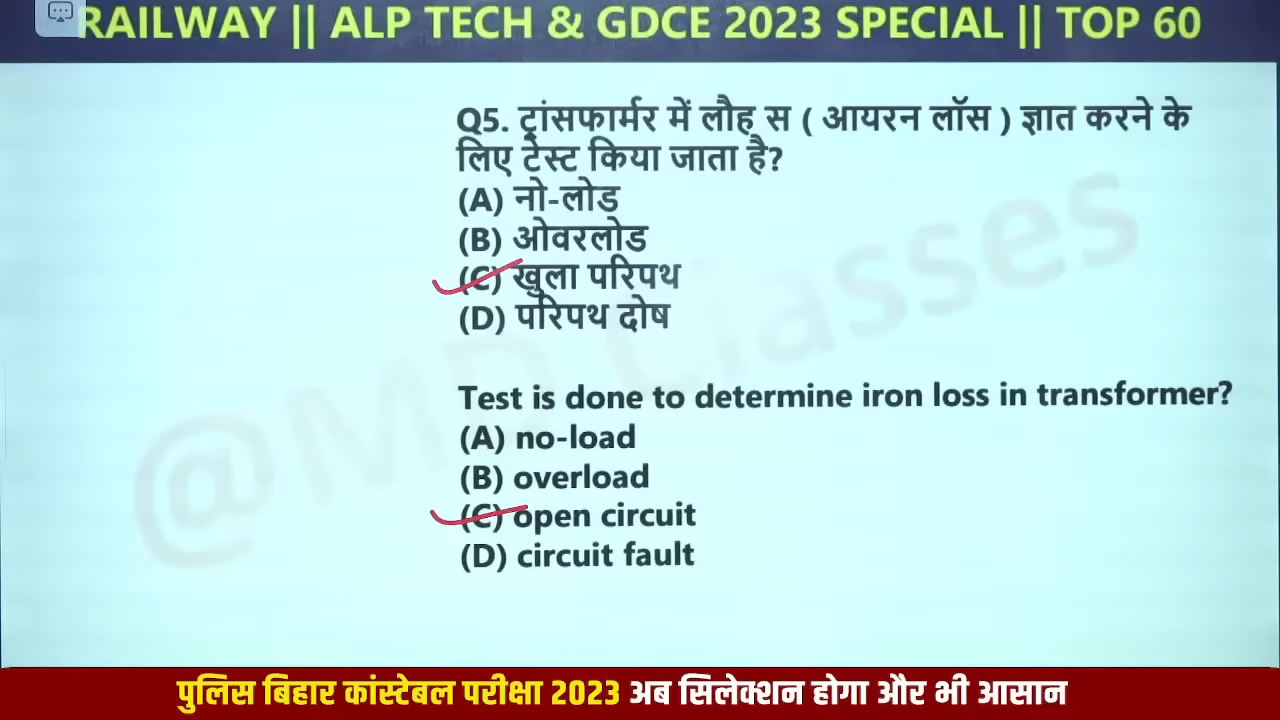 RAILWAY || ALP TECH & GDCE 2023 SPECIAL || TOP 60
Q5. ट्रांसफार्मर में लौह स ( आयरन लॉस ) ज्ञात करने के
लिए टेस्ट किया जाता है?
(A) नो-लोड
(B) ओवरलोड
(C) खुला परिपथ
(D) परिपथ दोष
Test is done to determine iron loss in transformer?
(A) no-load
(B) overload
(C) open circuit
(D) circuit fault
@MD Classes
पुलिस बिहार कांस्टेबल परीक्षा 2023 अब सिलेक्शन होगा और भी आसान